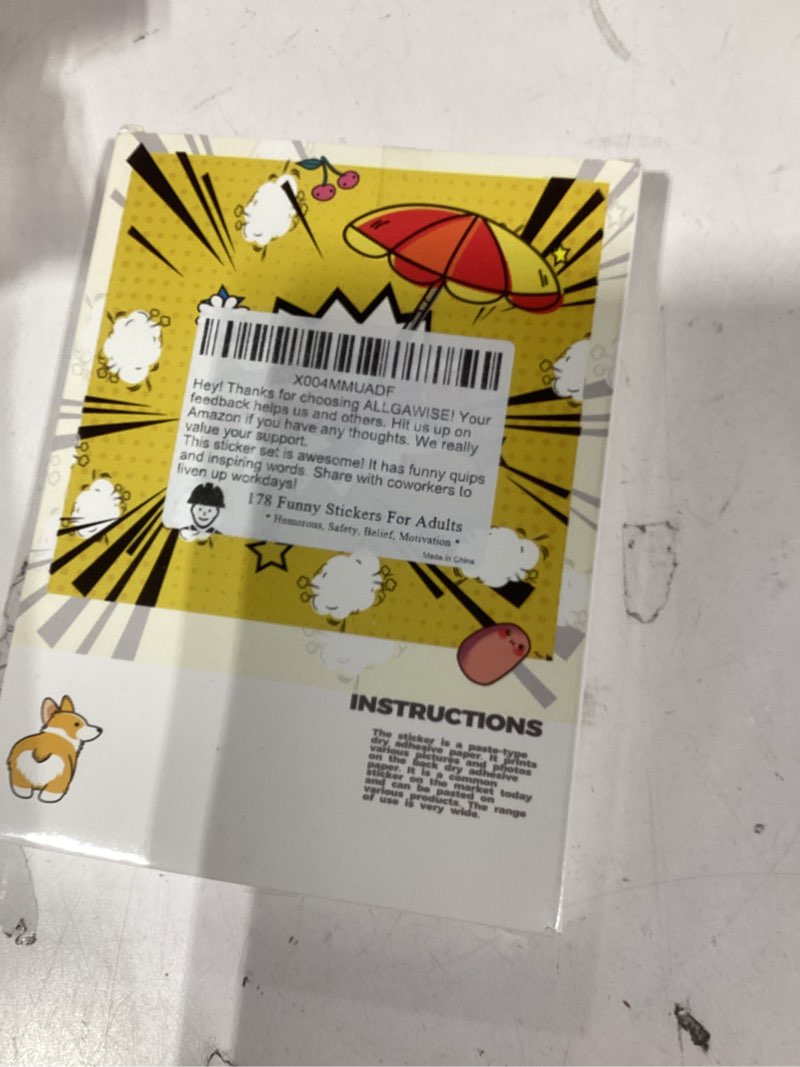 X004MMUADF
Hey! Thanks for choosing ALLGAWISE! Your
feedback helps us and others. Hit us up on
Amazon if you have any thoughts. We really
value your support.
This sticker set is awesome! It has funny quips
and inspiring words. Share with coworkers to
liven up workdays!
178 Funny Stickers For Adults
* Humorous, Safety, Belief, Motivation *
Made in China
INSTRUCTIONS
The sticker is a paste-type
dry adhesive paper. It prints
various pictures and photos
on the back dry adhesive
paper. It is a common
sticker on the market today
and can be pasted on
various products. The range
of use is very wide.